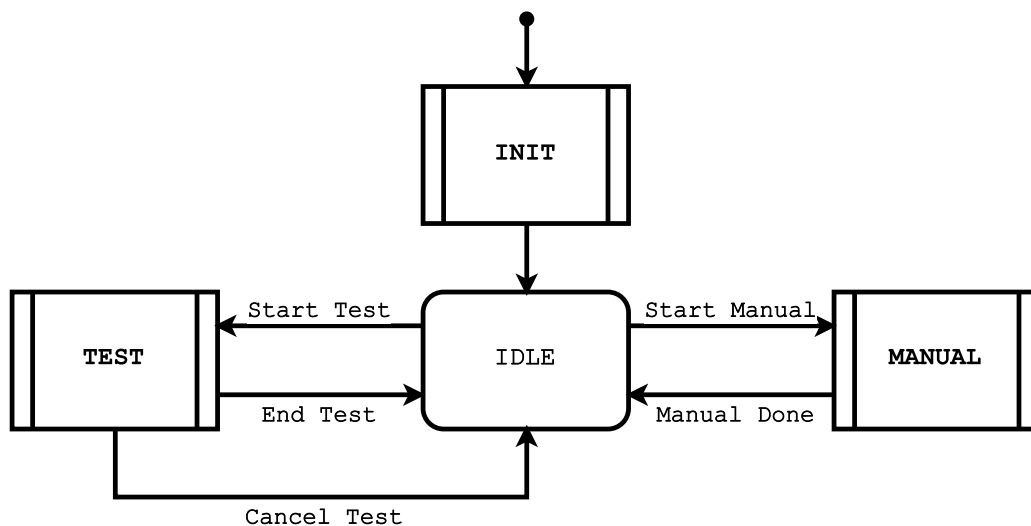 INIT
Start Test
Start Manual
TEST
IDLE
MANUAL
End Test
Manual Done
Cancel Test